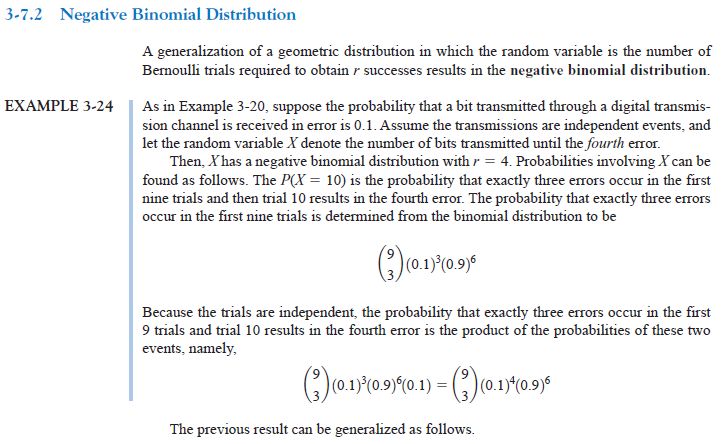 3-7.2 Negative Binomial Distribution
A generalization of a geometric distribution in which the random variable is the number of
Bernoulli trials required to obtain r successes results in the negative binomial distribution.
EXAMPLE 3-24 As in Example 3-20, suppose the probability that a bit transmitted through a digital transmis-
sion channel is received in error is 0.1. Assume the transmissions are independent events, and
let the random variable X denote the number of bits transmitted until the fourth error.
Then, X has a negative binomial distribution with r = 4. Probabilities involving X can be
found as follows. The P(X = 10) is the probability that exactly three errors occur in the first
nine trials and then trial 10 results in the fourth error. The probability that exactly three errors
occur in the first nine trials is determined from the binomial distribution to be
(9 3)(0.1)³(0.9)⁶
Because the trials are independent, the probability that exactly three errors occur in the first
9 trials and trial 10 results in the fourth error is the product of the probabilities of these two
events, namely,
(9 3)(0.1)³(0.9)⁶(0.1) = (9 3)(0.1)⁴(0.9)⁶
The previous result can be generalized as follows.